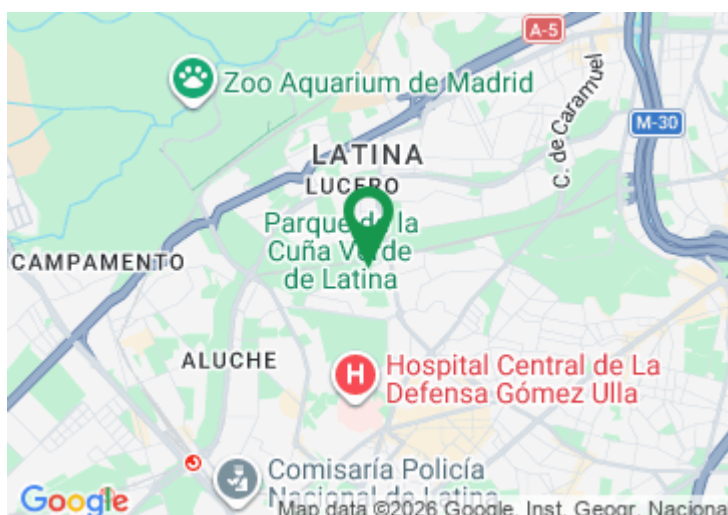 A-5
Zoo Aquarium de Madrid
C. de Caramuel
M-30
LATINA
LUCERO
Parque de la
Cuña Verde
de Latina
CAMPAMENTO
ALUCHE
H
Hospital Central de La
Defensa Gómez Ulla
Comisaría Policía
Nacional de Latina
Google
Map data ©2026 Google, Inst. Geogr. Naciona